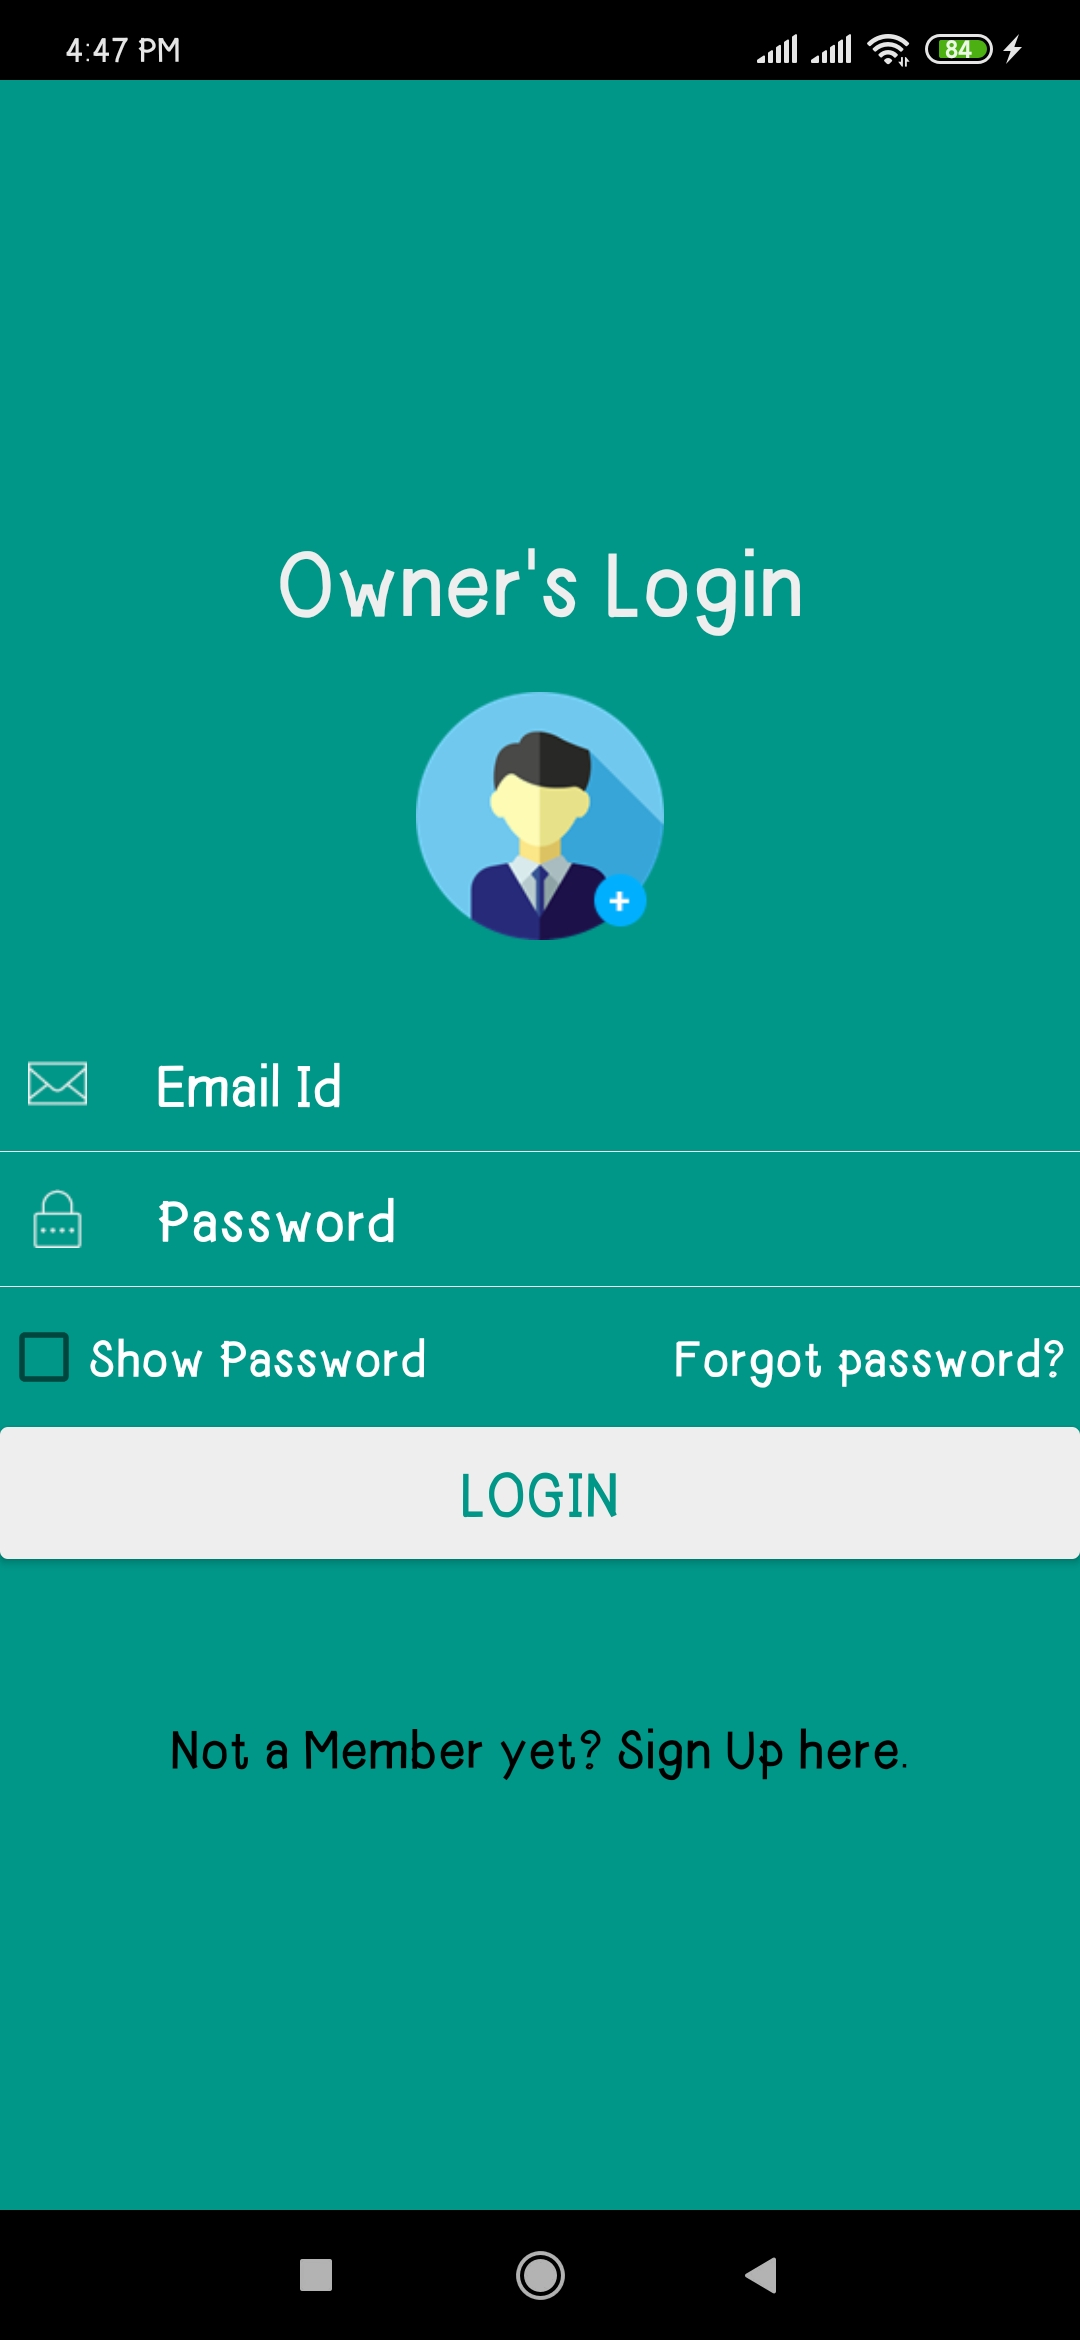 4:47 PM 84
Owner's Login
Email Id
Password
Show Password Forgot password?
LOGIN
Not a Member yet? Sign Up here.